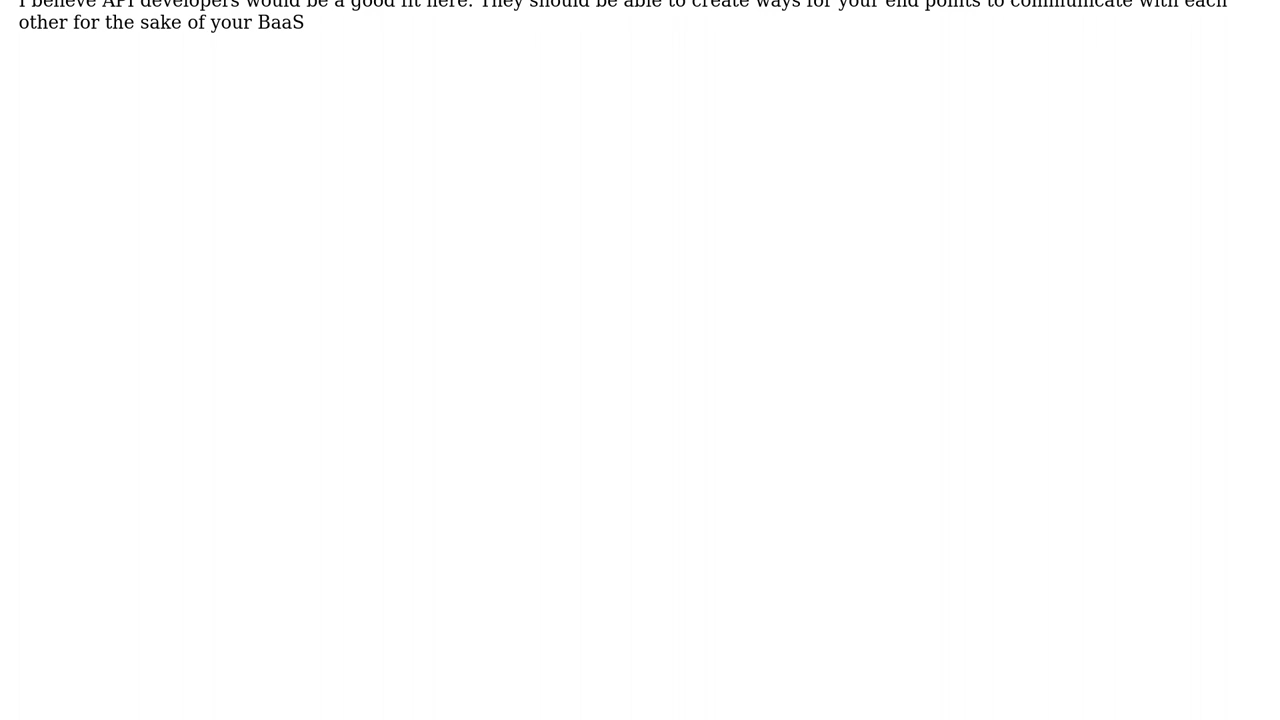 I believe API developers would be a good fit here. They should be able to create ways for your end points to communicate with each
other for the sake of your BaaS